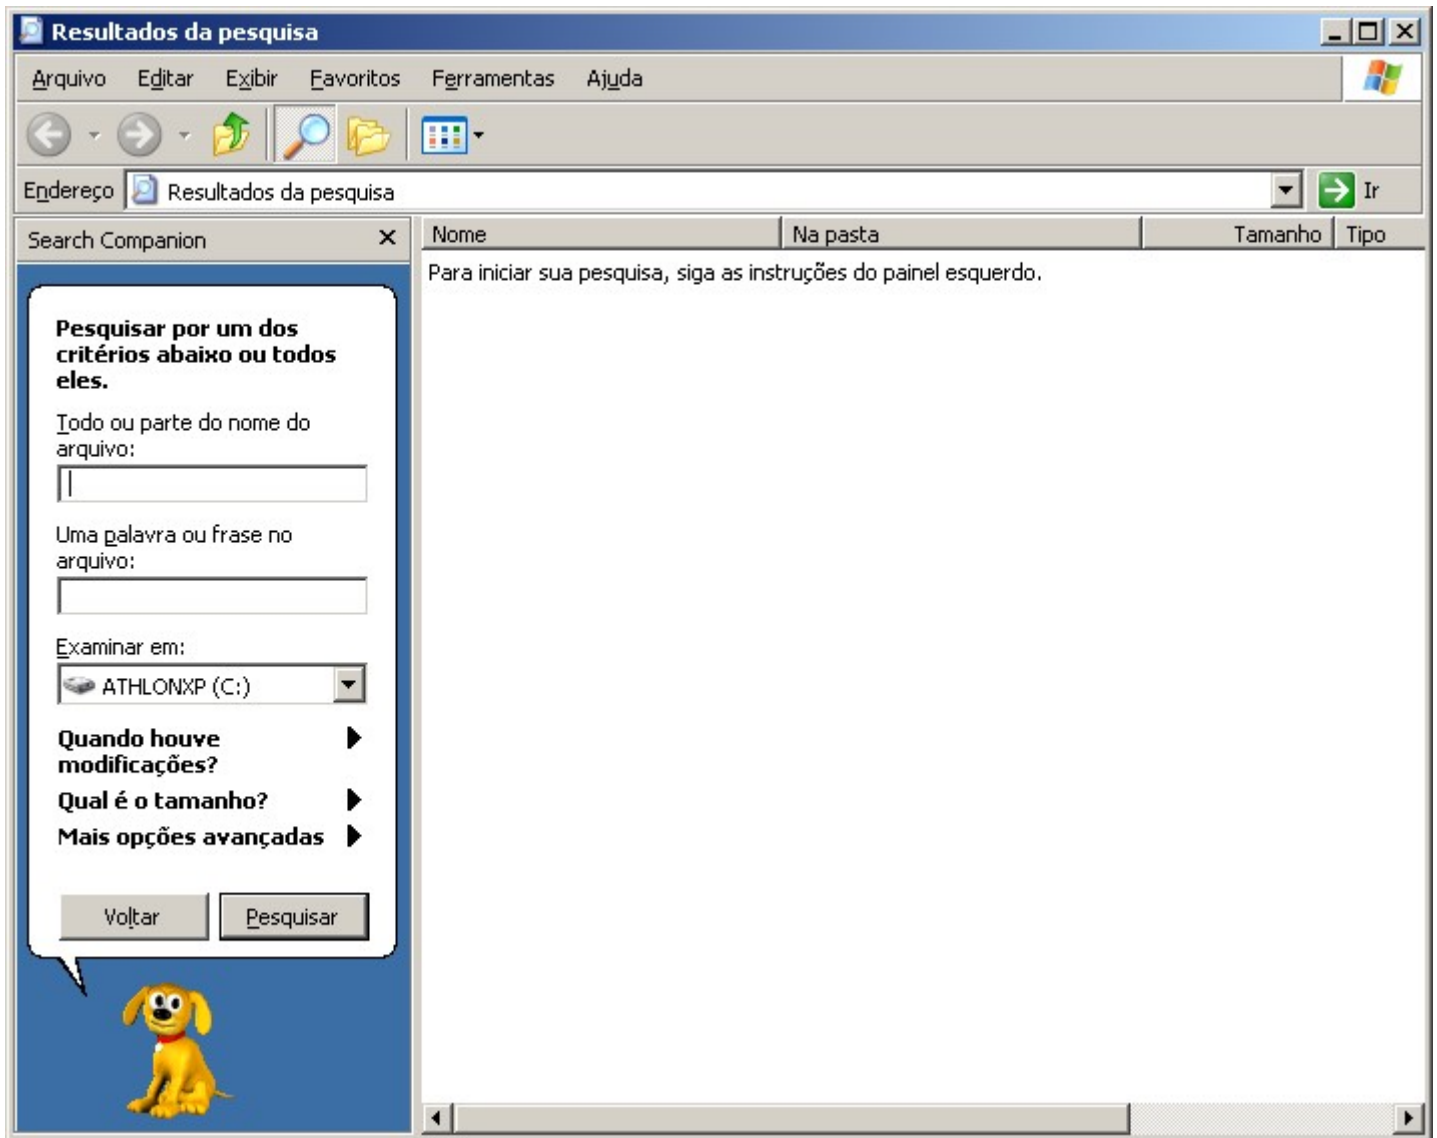 Resultados da pesquisa
Arquivo Editar Exibir Favoritos Ferramentas Ajuda
Endereço Resultados da pesquisa Ir
Search Companion
Nome Na pasta Tamanho Tipo
Para iniciar sua pesquisa, siga as instruções do painel esquerdo.
Pesquisar por um dos
critérios abaixo ou todos
eles.
Todo ou parte do nome do
arquivo:
Uma palavra ou frase no
arquivo:
Examinar em:
ATHLONXP (C:)
Quando houve
modificações?
Qual é o tamanho?
Mais opções avançadas
Voltar Pesquisar